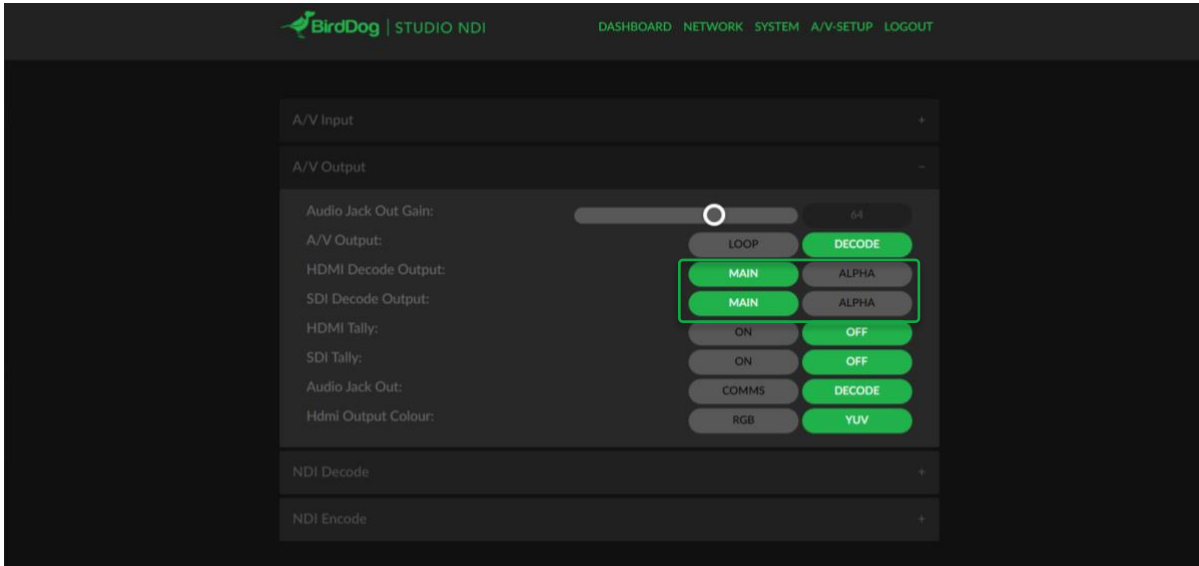 BirdDog | STUDIO NDI DASHBOARD NETWORK SYSTEM A/V-SETUP LOGOUT
A/V Input +
A/V Output -
Audio Jack Out Gain: 64
A/V Output: LOOP DECODE
HDMI Decode Output: MAIN ALPHA
SDI Decode Output: MAIN ALPHA
HDMI Tally: ON OFF
SDI Tally: ON OFF
Audio Jack Out: COMMS DECODE
Hdmi Output Colour: RGB YUV
NDI Decode +
NDI Encode +